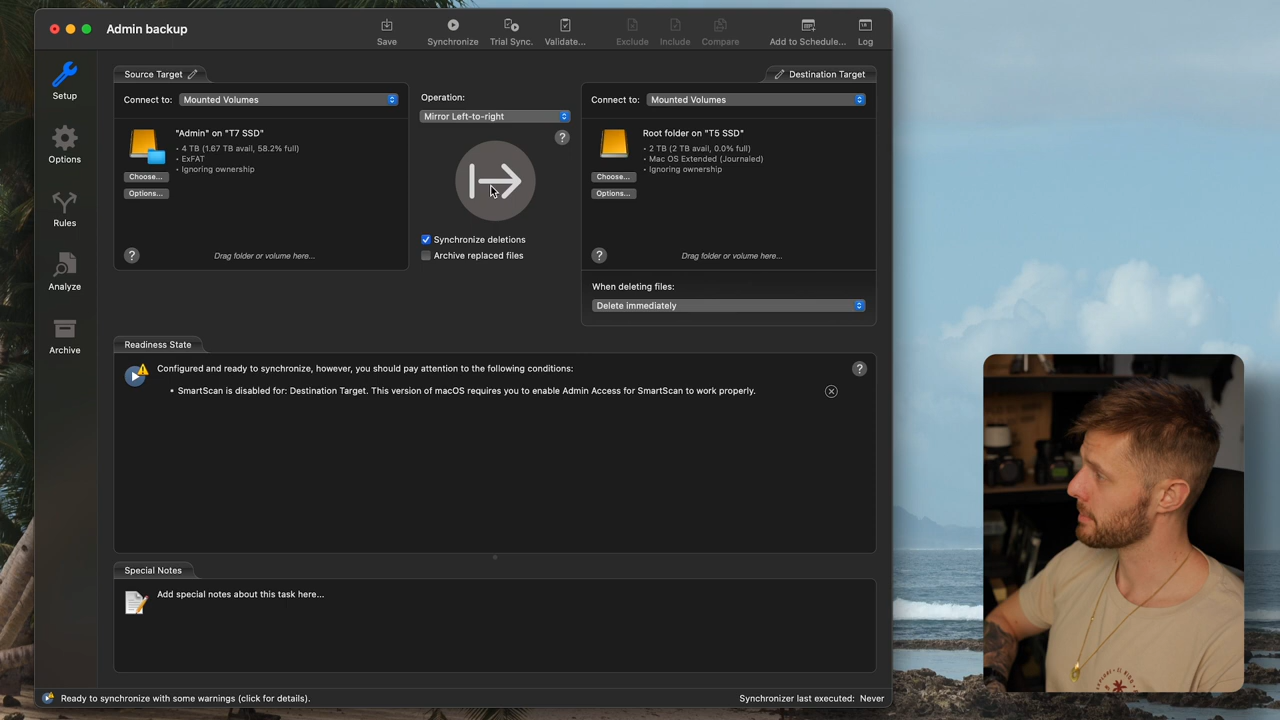 Admin backup
Save
Synchronize
Trial Sync.
Validate...
Exclude
Include
Compare
Add to Schedule...
Log
Setup
Options
Rules
Analyze
Archive
Source Target
Connect to: Mounted Volumes
"Admin" on "T7 SSD"
• 4 TB (1.67 TB avail, 58.2% full)
• ExFAT
• Ignoring ownership
Choose...
Options...
?
Drag folder or volume here...
Operation:
Mirror Left-to-right
?
Synchronize deletions
Archive replaced files
Destination Target
Connect to: Mounted Volumes
Root folder on "T5 SSD"
• 2 TB (2 TB avail, 0.0% full)
• Mac OS Extended (Journaled)
• Ignoring ownership
Choose...
Options...
?
Drag folder or volume here...
When deleting files:
Delete immediately
Readiness State
Configured and ready to synchronize, however, you should pay attention to the following conditions:
?
• SmartScan is disabled for: Destination Target. This version of macOS requires you to enable Admin Access for SmartScan to work properly.
Special Notes
Add special notes about this task here...
Ready to synchronize with some warnings (click for details).
Synchronizer last executed: Never